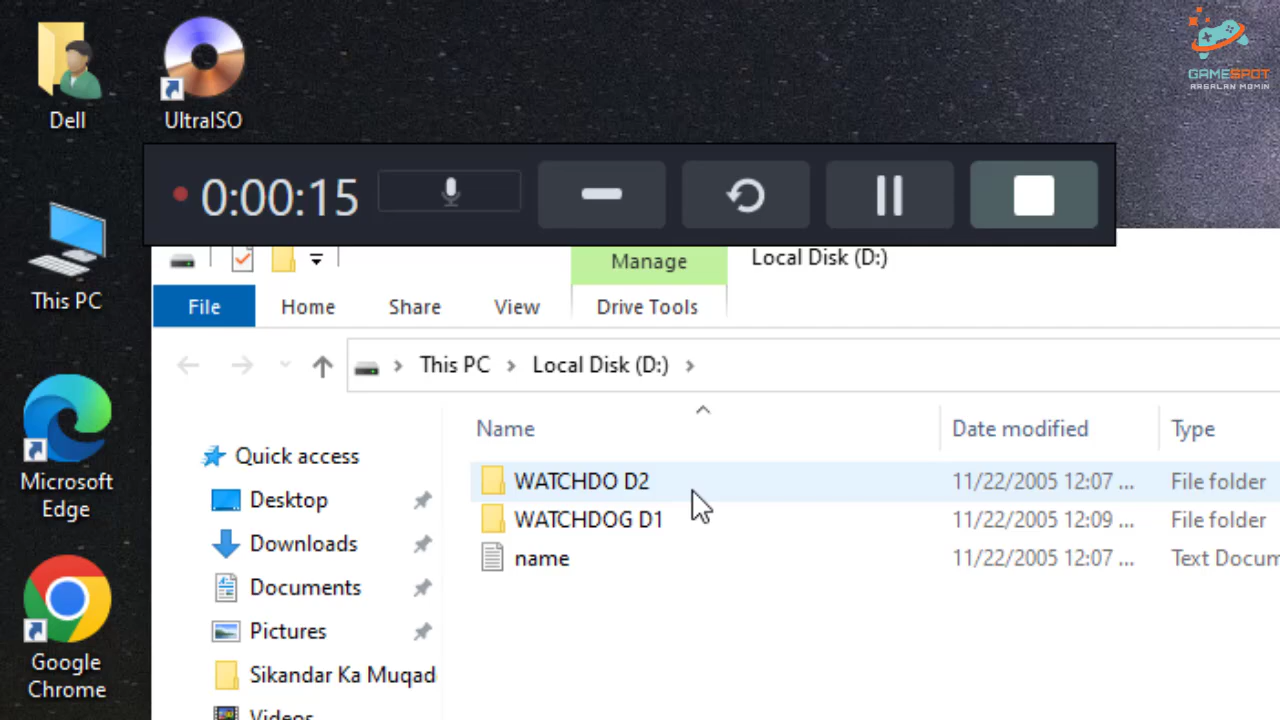 GAMESPOT
ARSALAN MOMIN
Dell
UltraISO
0:00:15
Manage
Local Disk (D:)
File
Home
Share
View
Drive Tools
This PC
This PC
Local Disk (D:)
Name
Date modified
Type
Quick access
WATCHDO D2
11/22/2005 12:07 ...
File folder
Desktop
WATCHDOG D1
11/22/2005 12:09 ...
File folder
Downloads
name
11/22/2005 12:07 ...
Text Docum
Microsoft
Edge
Documents
Pictures
Sikandar Ka Muqad
Videos
Google
Chrome